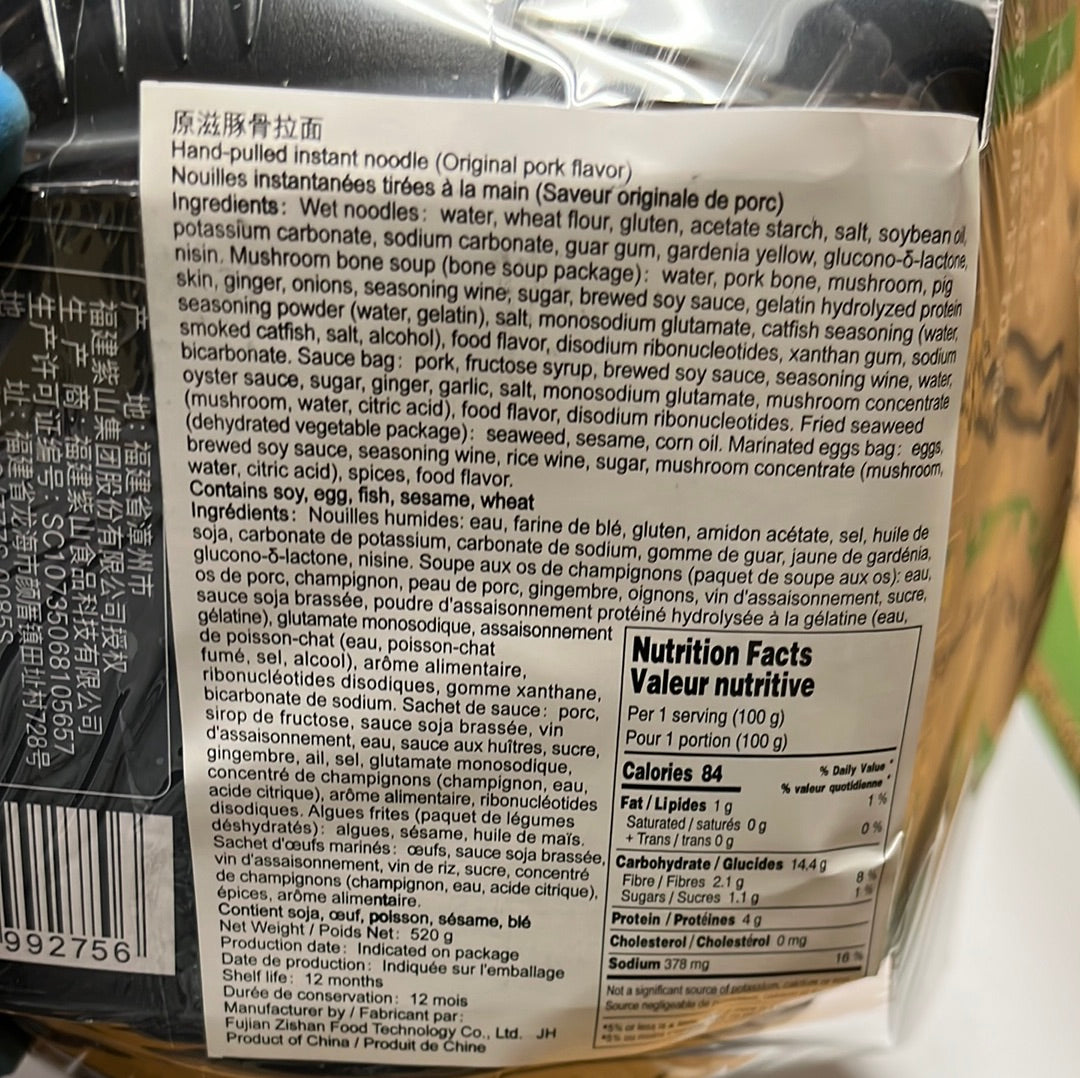 原滋豚骨拉面
Hand-pulled instant noodle (Original pork flavor)
Nouilles instantanées tirées à la main (Saveur originale de porc)
Ingredients: Wet noodles: water, wheat flour, gluten, acetate starch, salt, soybean oil,
potassium carbonate, sodium carbonate, guar gum, gardenia yellow, glucono-δ-lactone,
nisin. Mushroom bone soup (bone soup package): water, pork bone, mushroom, pig
skin, ginger, onions, seasoning wine, sugar, brewed soy sauce, gelatin hydrolyzed protein
seasoning powder (water, gelatin), salt, monosodium glutamate, catfish seasoning (water,
smoked catfish, salt, alcohol), food flavor, disodium ribonucleotides, xanthan gum, sodium
bicarbonate. Sauce bag: pork, fructose syrup, brewed soy sauce, seasoning wine, water,
oyster sauce, sugar, ginger, garlic, salt, monosodium glutamate, mushroom concentrate
(mushroom, water, citric acid), food flavor, disodium ribonucleotides. Fried seaweed
(dehydrated vegetable package): seaweed, sesame, corn oil. Marinated eggs bag: eggs,
brewed soy sauce, seasoning wine, rice wine, sugar, mushroom concentrate (mushroom,
water, citric acid), spices, food flavor.
Contains soy, egg, fish, sesame, wheat
Ingrédients: Nouilles humides: eau, farine de blé, gluten, amidon acétate, sel, huile de
soja, carbonate de potassium, carbonate de sodium, gomme de guar, jaune de gardénia,
glucono-δ-lactone, nisine. Soupe aux os de champignons (paquet de soupe aux os): eau,
os de porc, champignon, peau de porc, gingembre, oignons, vin d'assaisonnement, sucre,
sauce soja brassée, poudre d'assaisonnement protéiné hydrolysée à la gélatine (eau,
gélatine), glutamate monosodique, assaisonnement
de poisson-chat (eau, poisson-chat
fumé, sel, alcool), arôme alimentaire,
ribonucléotides disodiques, gomme xanthane,
bicarbonate de sodium. Sachet de sauce: porc,
sirop de fructose, sauce soja brassée, vin
d'assaisonnement, eau, sauce aux huîtres, sucre,
gingembre, ail, sel, glutamate monosodique,
concentré de champignons (champignon, eau,
acide citrique), arôme alimentaire, ribonucléotides
disodiques. Algues frites (paquet de légumes
déshydratés): algues, sésame, huile de maïs.
Sachet d'œufs marinés: œufs, sauce soja brassée,
vin d'assaisonnement, vin de riz, sucre, concentré
de champignons (champignon, eau, acide citrique),
épices, arôme alimentaire.
Contient soja, œuf, poisson, sésame, blé
Net Weight / Poids Net: 520 g
Production date: Indicated on package
Date de production: Indiquée sur l'emballage
Shelf life: 12 months
Durée de conservation: 12 mois
Manufacturer by / Fabricant par:
Fujian Zishan Food Technology Co., Ltd. JH
Product of China / Produit de Chine
Nutrition Facts
Valeur nutritive
Per 1 serving (100 g)
Pour 1 portion (100 g)
Calories 84
% Daily Value*
% valeur quotidienne*
Fat / Lipides 1 g 1 %
Saturated / saturés 0 g
+ Trans / trans 0 g 0 %
Carbohydrate / Glucides 14.4 g
Fibre / Fibres 2.1 g 8 %
Sugars / Sucres 1.1 g 1 %
Protein / Protéines 4 g
Cholesterol / Cholestérol 0 mg
Sodium 378 mg 16 %
Not a significant source of potassium,
Source négligeable de
产 地: 福建省漳州市
福建紫山集团股份有限公司授权
生 产 商: 福建紫山食品科技有限公司
生产许可证编号: SC10735068105657
地 址: 福建省龙海市颜厝镇田址村728号
992756